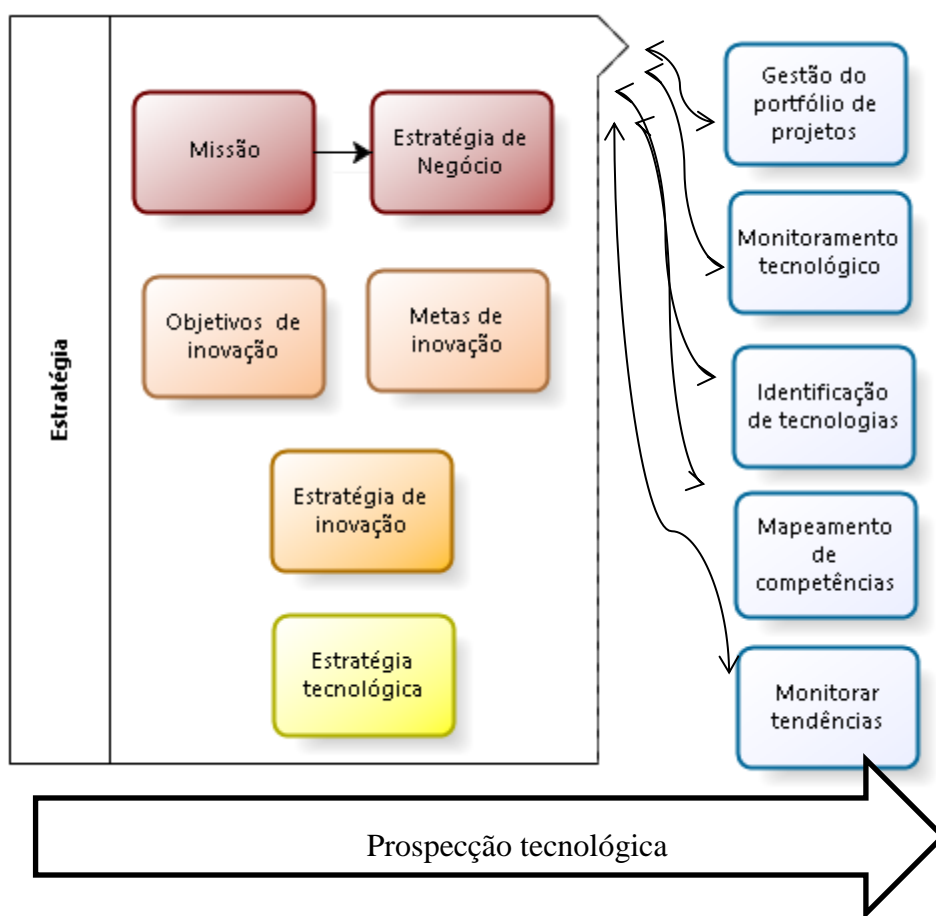 Estratégia
Missão
Estratégia de
Negócio
Objetivos de
inovação
Metas de
inovação
Estratégia de
inovação
Estratégia
tecnológica
Gestão do
portfólio de
projetos
Monitoramento
tecnológico
Identificação
de tecnologias
Mapeamento
de
competências
Monitorar
tendências
Prospecção tecnológica